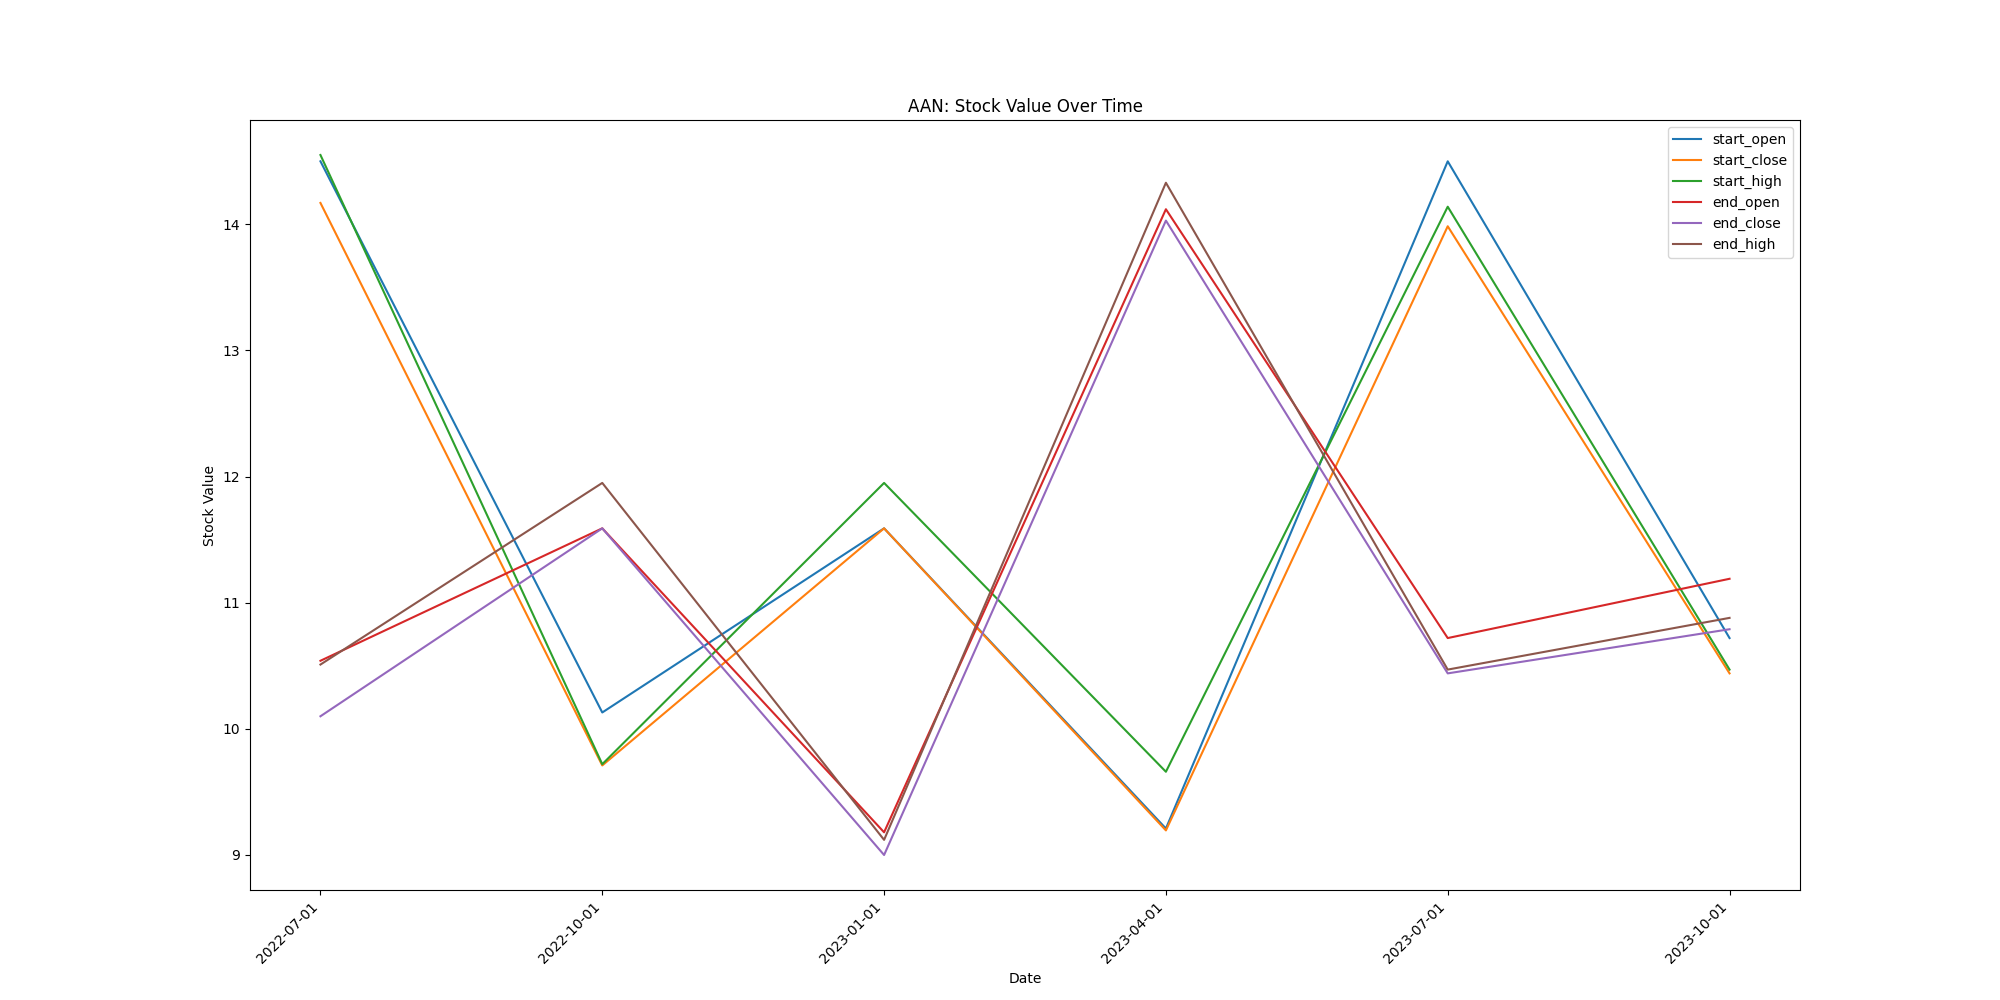 AAN: Stock Value Over Time
start_open
start_close
start_high
end_open
end_close
end_high
Stock Value
14
13
12
11
10
9
2022-07-01
2022-10-01
2023-01-01
2023-04-01
2023-07-01
2023-10-01
Date